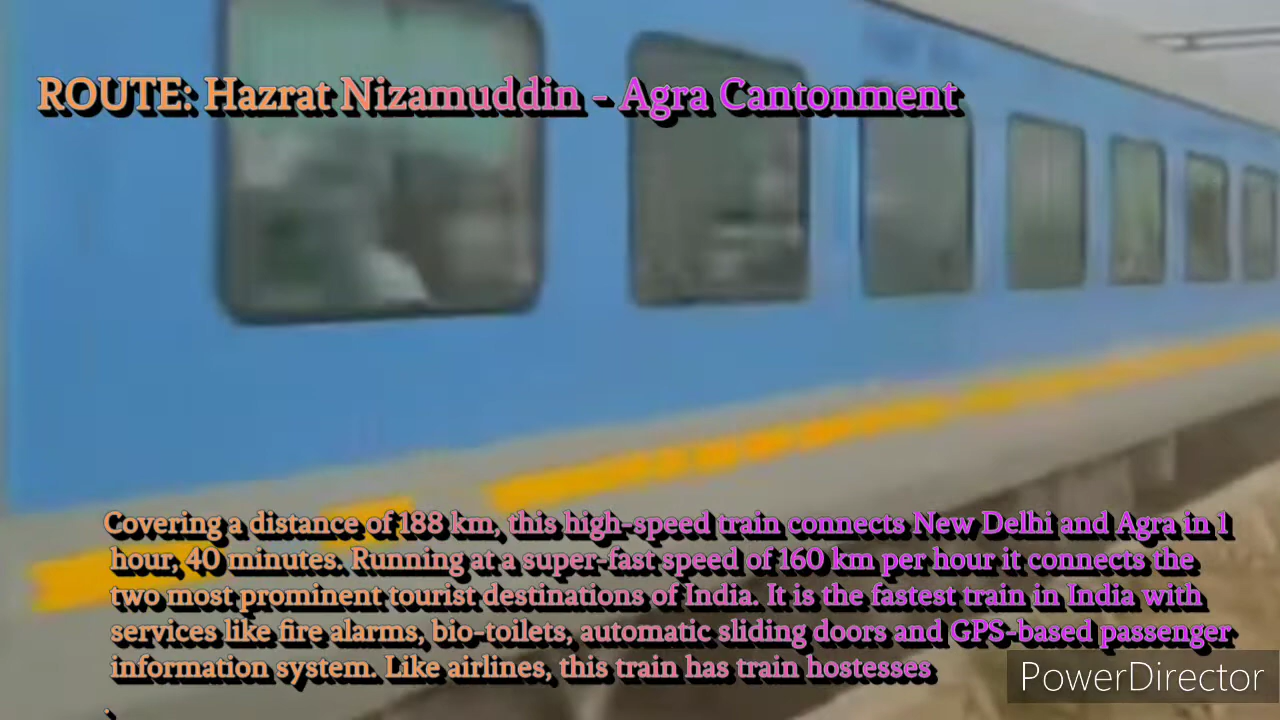 ROUTE: Hazrat Nizamuddin - Agra Cantonment
Covering a distance of 188 km, this high-speed train connects New Delhi and Agra in 1
hour, 40 minutes. Running at a super-fast speed of 160 km per hour it connects the
two most prominent tourist destinations of India. It is the fastest train in India with
services like fire alarms, bio-toilets, automatic sliding doors and GPS-based passenger
information system. Like airlines, this train has train hostesses
.
PowerDirector